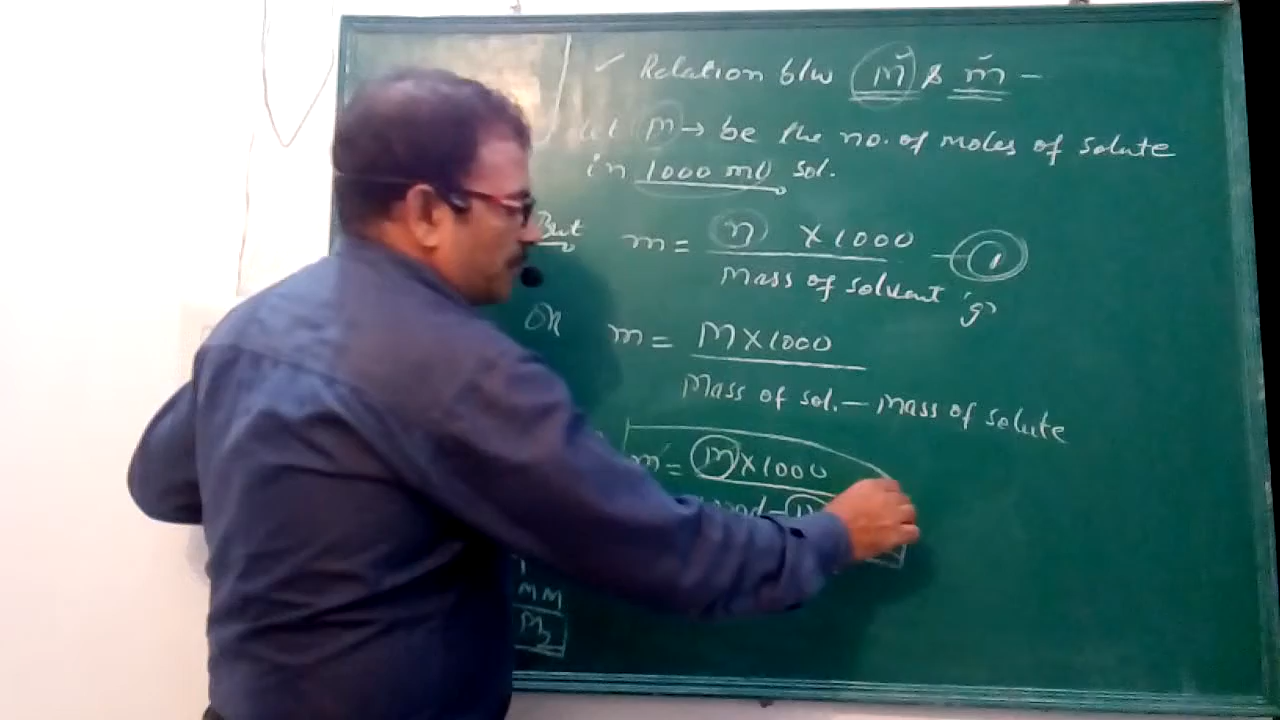 ✓ Relation b/w M & m –
Let M → be the no. of moles of solute
in 1000 ml sol.
But m = n × 1000 — ①
Mass of solvent 'g'
OR m = M × 1000
Mass of sol. – Mass of solute
m = M × 1000
MM
M2